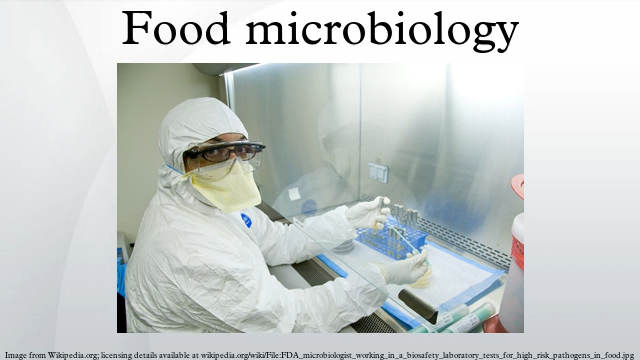 Food microbiology
Image from Wikipedia.org; licensing details available at wikipedia.org/wiki/File:FDA_microbiologist_working_in_a_biosafety_laboratory_tests_for_high_risk_pathogens_in_food.jpg